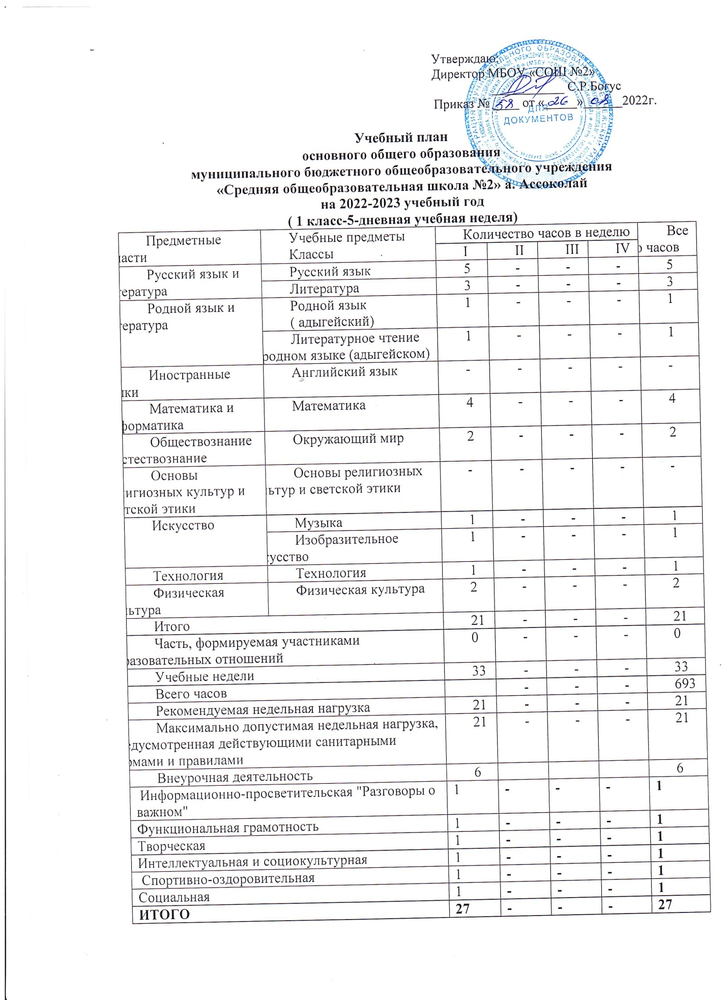 Утверждаю:
Директор МБОУ «СОШ №2»
____________ С.Р.Богус
Приказ № 58 от «26» 08 2022г.
ДЛЯ
ДОКУМЕНТОВ
Учебный план
основного общего образования
муниципального бюджетного общеобразовательного учреждения
«Средняя общеобразовательная школа №2» а. Ассоколай
на 2022-2023 учебный год
( 1 класс-5-дневная учебная неделя)
Предметные Учебные предметы Количество часов в неделю Все
ласти Классы I II III IV о часов
Русский язык и Русский язык 5 - - - 5
тература Литература 3 - - - 3
Родной язык и Родной язык 1 - - - 1
тература ( адыгейский)
Литературное чтение 1 - - - 1
родном языке (адыгейском)
Иностранные Английский язык - - - - -
ыки
Математика и Математика 4 - - - 4
форматика
Обществознание Окружающий мир 2 - - - 2
стествознание
Основы Основы религиозных - - - - -
игиозных культур и льтур и светской этики
тской этики
Искусство Музыка 1 - - - 1
Изобразительное 1 - - - 1
кусство
Технология Технология 1 - - - 1
Физическая Физическая культура 2 - - - 2
льтура
Итого 21 - - - 21
Часть, формируемая участниками 0 - - - 0
разовательных отношений
Учебные недели 33 - - - 33
Всего часов - - - 693
Рекомендуемая недельная нагрузка 21 - - - 21
Максимально допустимая недельная нагрузка, 21 - - - 21
едусмотренная действующими санитарными
рмами и правилами
Внеурочная деятельность 6 6
Информационно-просветительская "Разговоры о 1 - - - 1
важном"
Функциональная грамотность 1 - - - 1
Творческая 1 - - - 1
Интеллектуальная и социокультурная 1 - - - 1
Спортивно-оздоровительная 1 - - - 1
Социальная 1 - - - 1
ИТОГО 27 - - - 27